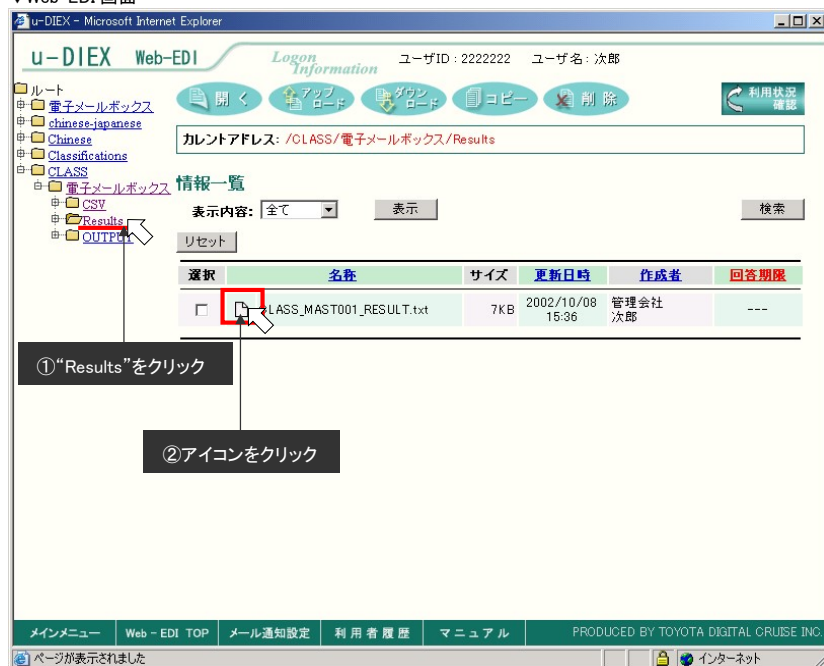 ▼Web-EDI 画面
u-DIEX - Microsoft Internet Explorer
u-DIEX Web-EDI
Logon Information
ユーザID:2222222 ユーザ名:次郎
ルート
電子メールボックス
chinese-japanese
Chinese
Classifications
CLASS
電子メールボックス
CSV
Results
OUTPUT
開く
アップロード
ダウンロード
コピー
削除
利用状況
確認
カレントアドレス: /CLASS/電子メールボックス/Results
情報一覧
表示内容: 全て 表示 検索
リセット
選択 名称 サイズ 更新日時 作成者 回答期限
CLASS_MAST001_RESULT.txt 7KB 2002/10/08 15:36 管理会社 次郎 ---
①“Results”をクリック
②アイコンをクリック
メインメニュー Web-EDI TOP メール通知設定 利用者履歴 マニュアル PRODUCED BY TOYOTA DIGITAL CRUISE INC.
ページが表示されました インターネット